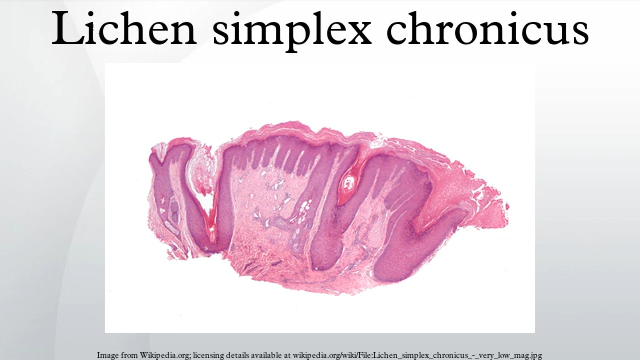 Lichen simplex chronicus
Image from Wikipedia.org; licensing details available at wikipedia.org/wiki/File:Lichen_simplex_chronicus_-_very_low_mag.jpg